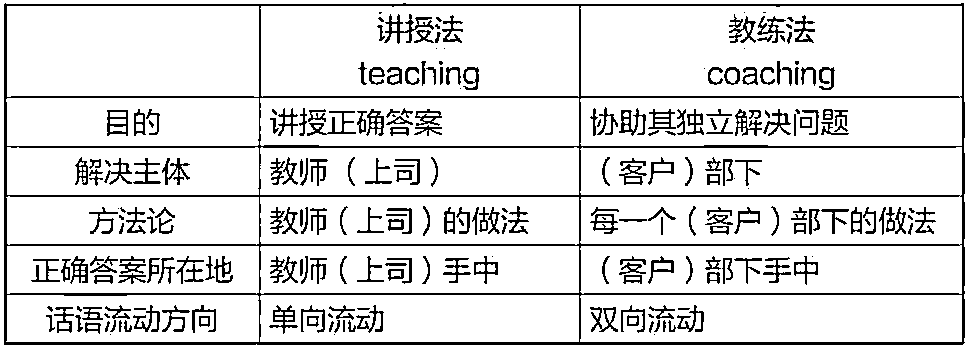 讲授法 教练法
teaching coaching
目的 讲授正确答案 协助其独立解决问题
解决主体 教师（上司） （客户）部下
方法论 教师（上司）的做法 每一个（客户）部下的做法
正确答案所在地 教师（上司）手中 （客户）部下手中
话语流动方向 单向流动 双向流动